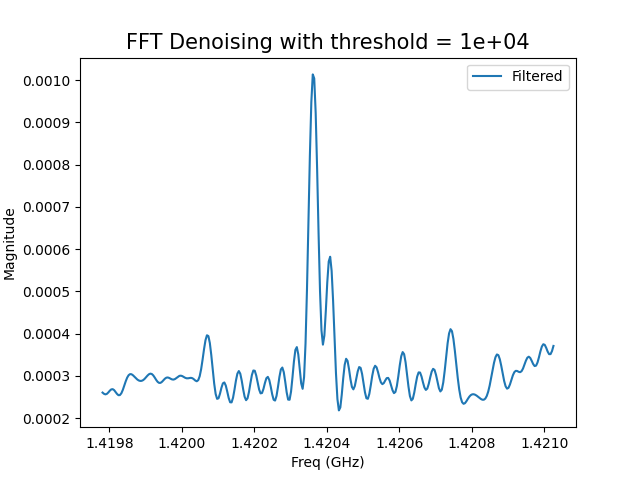 FFT Denoising with threshold = 1e+04
Filtered
0.0010
0.0009
0.0008
0.0007
0.0006
0.0005
0.0004
0.0003
0.0002
Magnitude
1.4198 1.4200 1.4202 1.4204 1.4206 1.4208 1.4210
Freq (GHz)